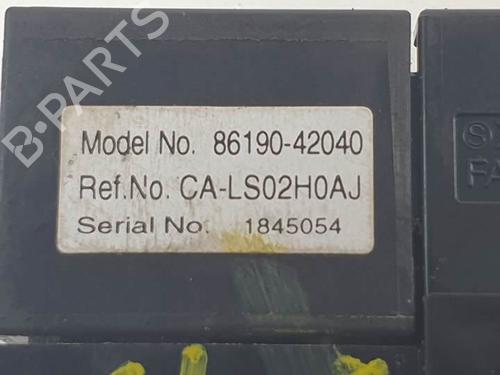 B-PARTS
Model No. 86190-42040
Ref.No. CA-LS02H0AJ
Serial No. 1845054